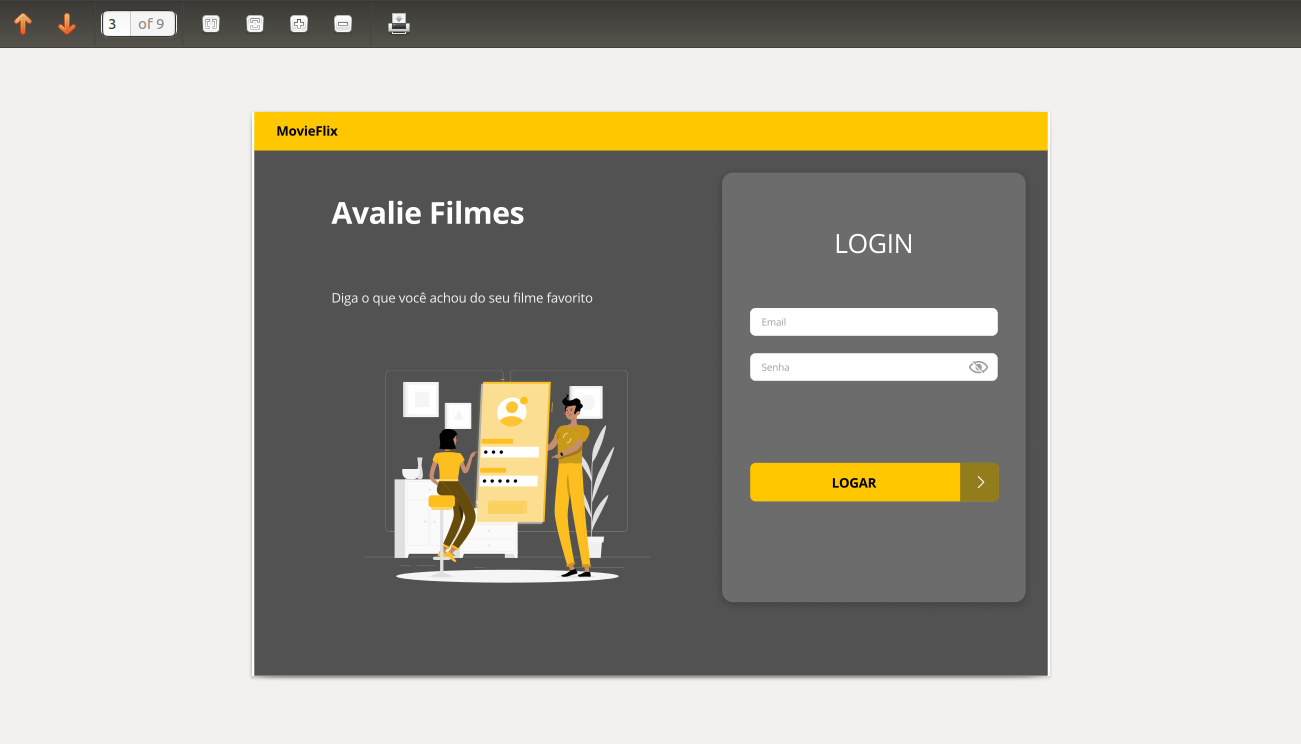 3 of 9
MovieFlix
Avalie Filmes
Diga o que você achou do seu filme favorito
LOGIN
Email
Senha
LOGAR